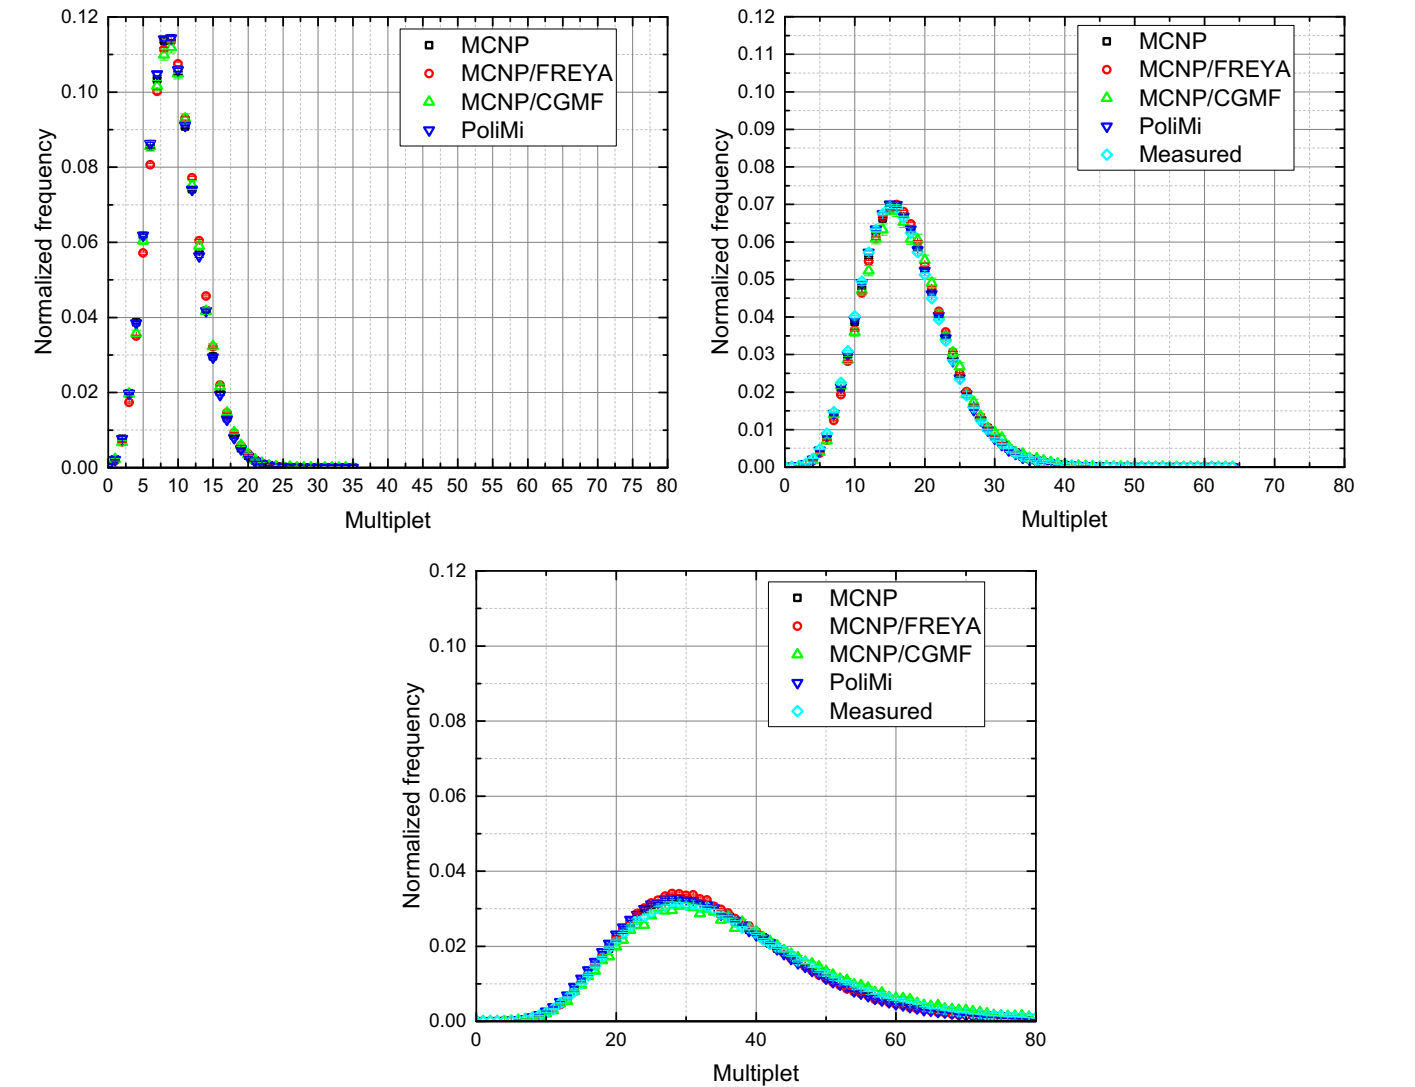 0.12
0.10
0.08
0.06
0.04
0.02
0.00
Normalized frequency
MCNP
MCNP/FREYA
MCNP/CGMF
PoliMi
0 5 10 15 20 25 30 35 40 45 50 55 60 65 70 75 80
Multiplet
0.12
0.11
0.10
0.09
0.08
0.07
0.06
0.05
0.04
0.03
0.02
0.01
0.00
Normalized frequency
MCNP
MCNP/FREYA
MCNP/CGMF
PoliMi
Measured
0 10 20 30 40 50 60 70 80
Multiplet
0.12
0.10
0.08
0.06
0.04
0.02
0.00
Normalized frequency
MCNP
MCNP/FREYA
MCNP/CGMF
PoliMi
Measured
0 20 40 60 80
Multiplet